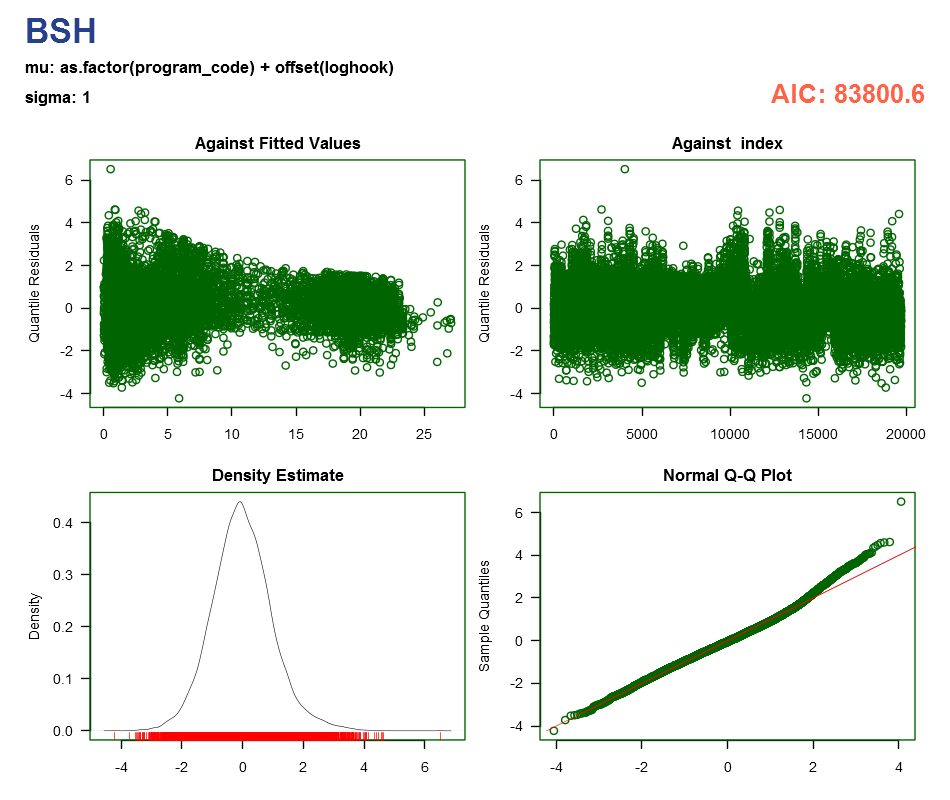 BSH
mu: as.factor(program_code) + offset(loghook)
sigma: 1
AIC: 83800.6
Against Fitted Values
Quantile Residuals
6
4
2
0
-2
-4
0 5 10 15 20 25
Against  index
Quantile Residuals
6
4
2
0
-2
-4
0 5000 10000 15000 20000
Density Estimate
Density
0.4
0.3
0.2
0.1
0.0
-4 -2 0 2 4 6
Normal Q-Q Plot
Sample Quantiles
6
4
2
0
-2
-4
-4 -2 0 2 4